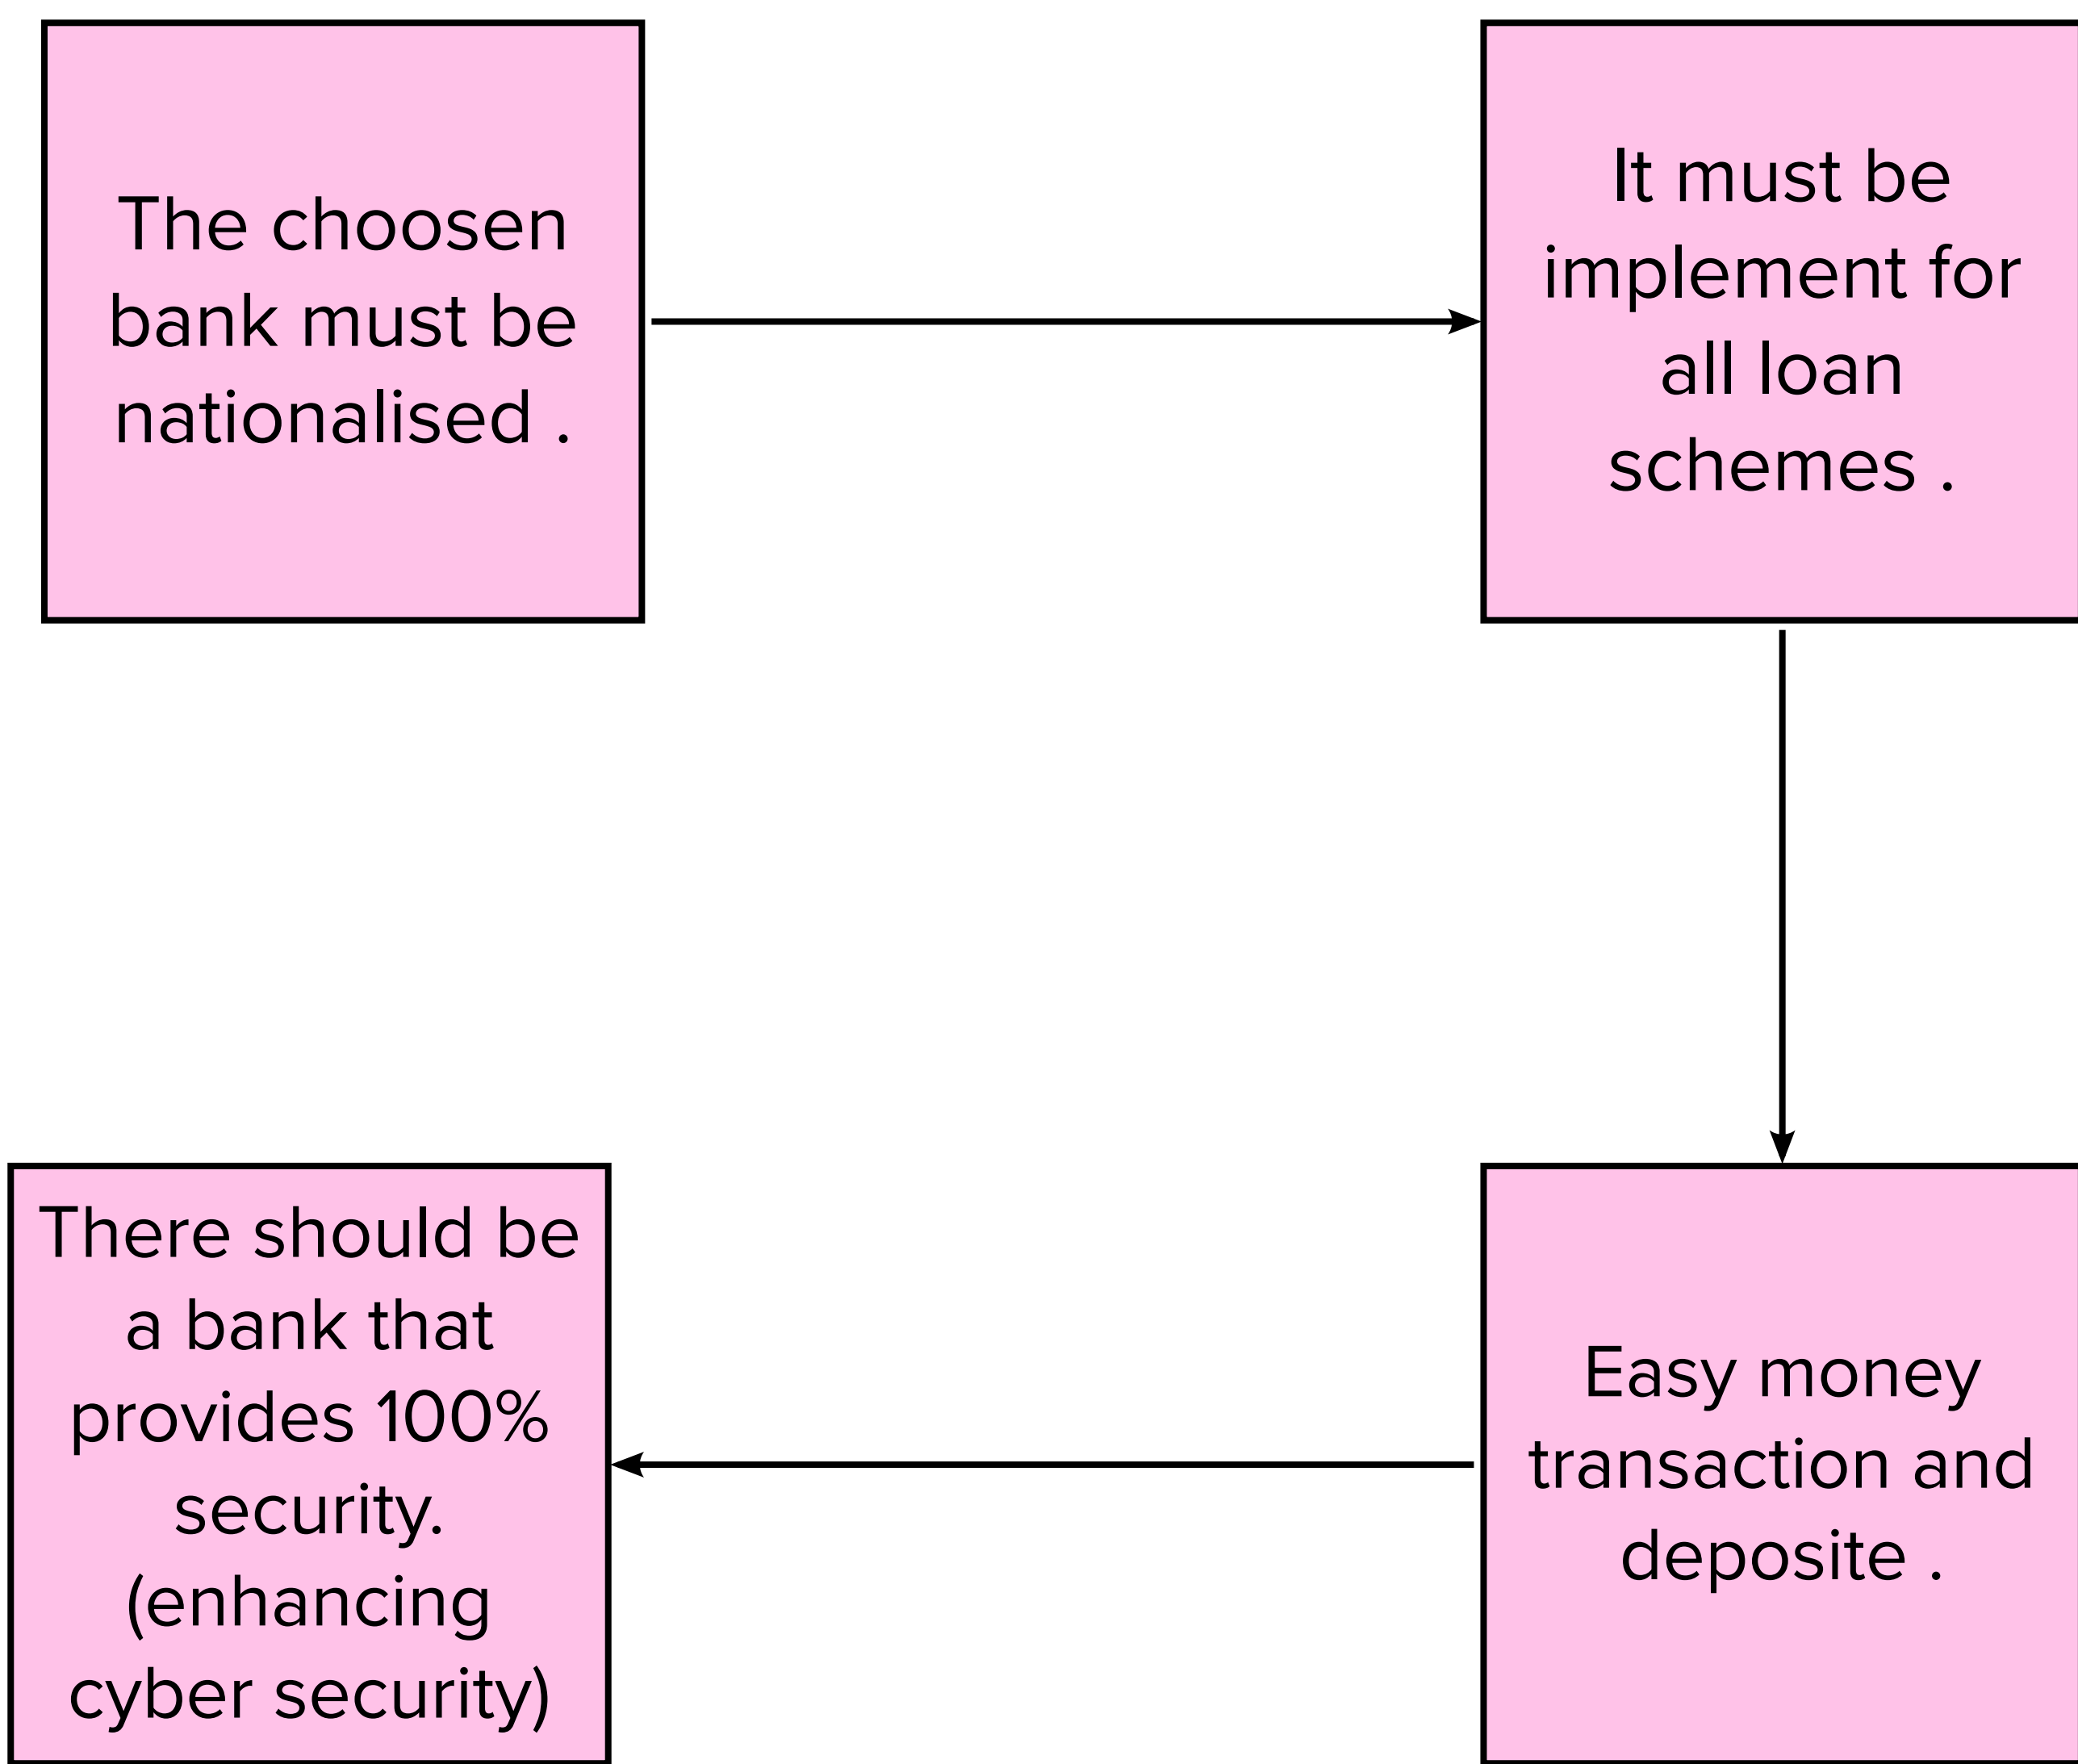 The choosen
bank must be
nationalised .
It must be
implement for
all loan
schemes .
Easy money
transaction and
deposite .
There should be
a bank that
provides 100%
security.
(enhancing
cyber security)